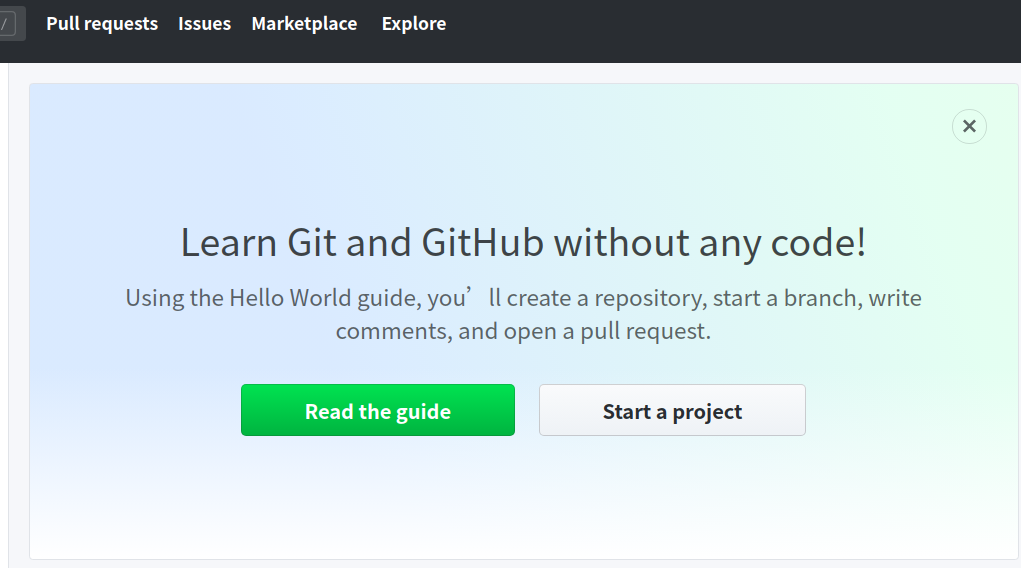 / Pull requests Issues Marketplace Explore
Learn Git and GitHub without any code!
Using the Hello World guide, you’ll create a repository, start a branch, write
comments, and open a pull request.
Read the guide Start a project